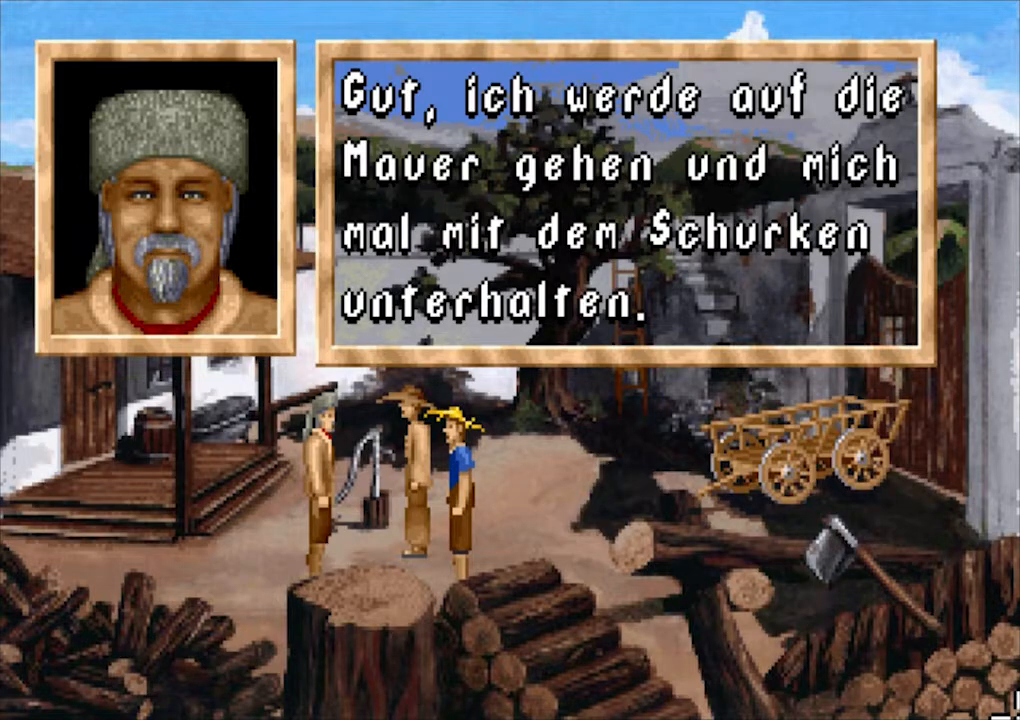 Gut, ich werde auf die
Mauer gehen und mich
mal mit dem Schurken
unterhalten.